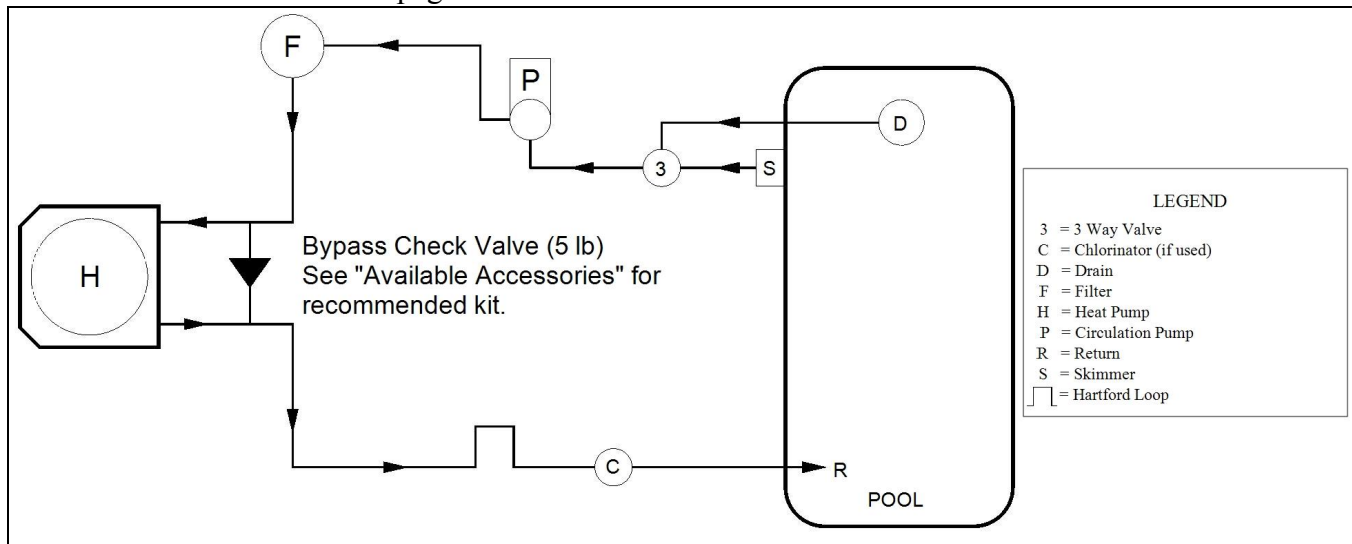 F
P
D
3
S
H
Bypass Check Valve (5 lb)
See "Available Accessories" for
recommended kit.
C
R
POOL
LEGEND
3 = 3 Way Valve
C = Chlorinator (if used)
D = Drain
F = Filter
H = Heat Pump
P = Circulation Pump
R = Return
S = Skimmer
= Hartford Loop